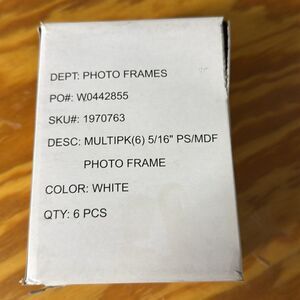 DEPT: PHOTO FRAMES
PO#: W0442855
SKU#: 1970763
DESC: MULTIPK(6) 5/16" PS/MDF
PHOTO FRAME
COLOR: WHITE
QTY: 6 PCS